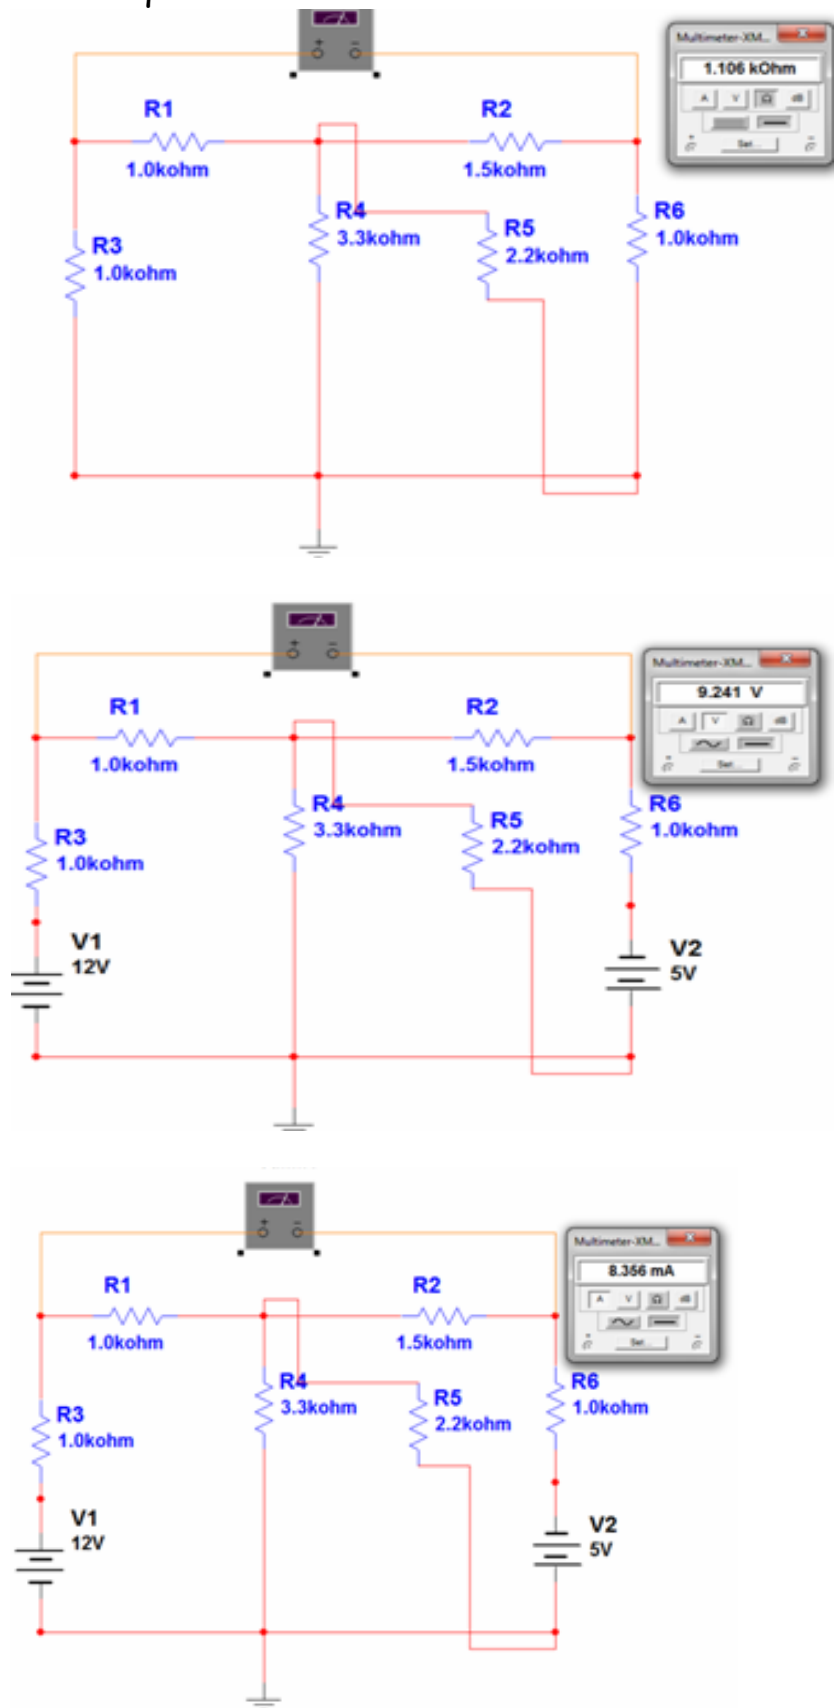 Multimeter-XM...
1.106 kOhm
A V Ω dB
Set...
+ -
R1
1.0kohm
R2
1.5kohm
R3
1.0kohm
R4
3.3kohm
R5
2.2kohm
R6
1.0kohm
Multimeter-XM...
9.241 V
A V Ω dB
Set...
+ -
R1
1.0kohm
R2
1.5kohm
R3
1.0kohm
R4
3.3kohm
R5
2.2kohm
R6
1.0kohm
V1
12V
V2
5V
Multimeter-XM...
8.356 mA
A V Ω dB
Set...
+ -
R1
1.0kohm
R2
1.5kohm
R3
1.0kohm
R4
3.3kohm
R5
2.2kohm
R6
1.0kohm
V1
12V
V2
5V